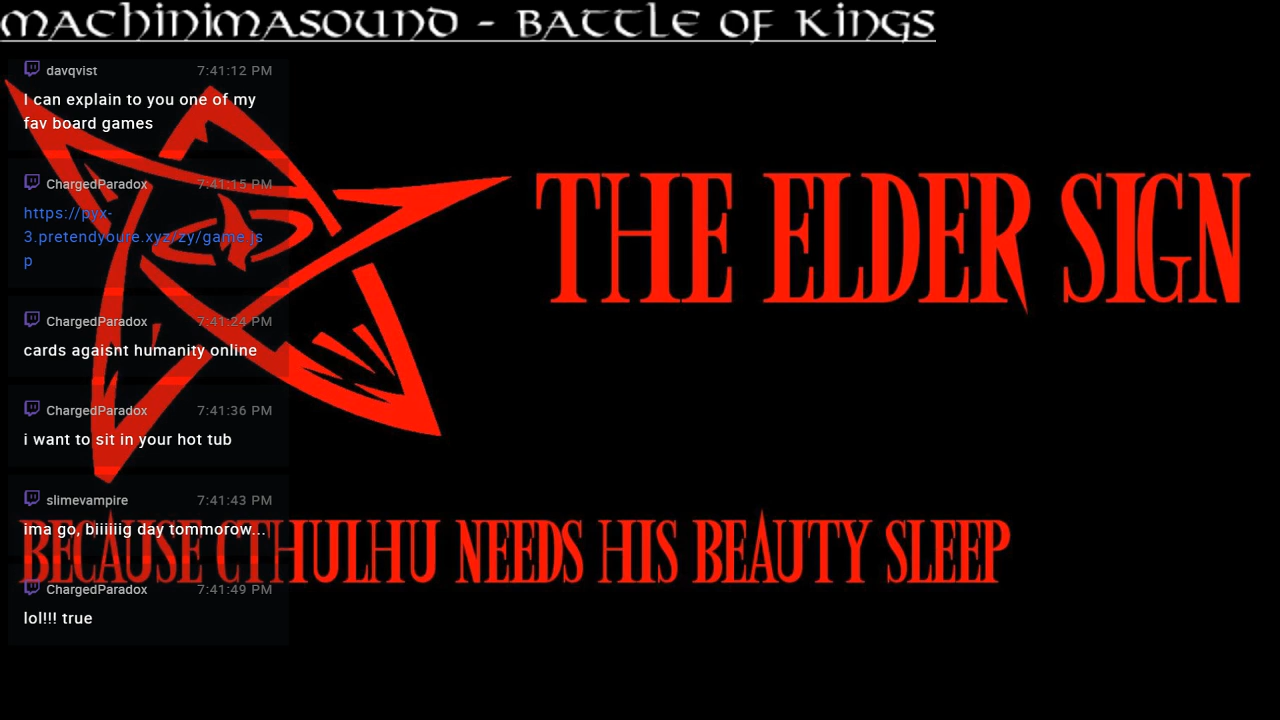 machinimasound - Battle of Kings
davqvist 7:41:12 PM
I can explain to you one of my
fav board games
ChargedParadox 7:41:15 PM
https://pyx-
3.pretendyoure.xyz/zy/game.js
p
ChargedParadox 7:41:24 PM
cards agaisnt humanity online
ChargedParadox 7:41:36 PM
i want to sit in your hot tub
slimevampire 7:41:43 PM
ima go, biiiiiig day tommorow...
ChargedParadox 7:41:49 PM
lol!!! true
THE ELDER SIGN
BECAUSE CTHULHU NEEDS HIS BEAUTY SLEEP